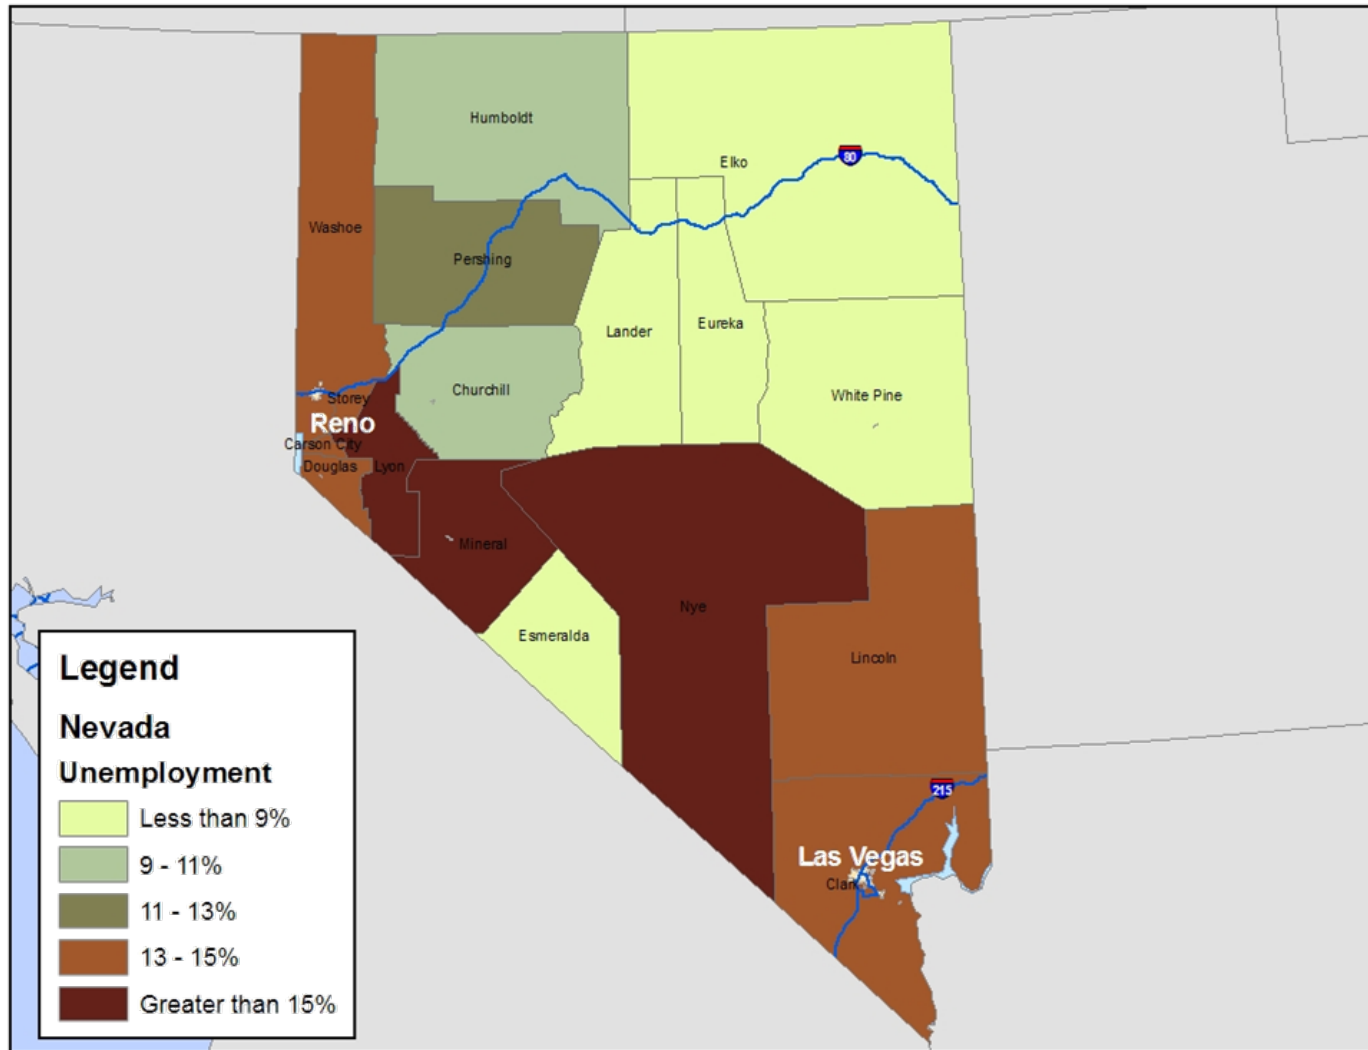 Humboldt
Elko
80
Washoe
Pershing
Lander
Eureka
Churchill
White Pine
Storey
Reno
Carson City
Douglas
Lyon
Mineral
Nye
Esmeralda
Lincoln
215
Las Vegas
Clark
Legend
Nevada
Unemployment
Less than 9%
9 - 11%
11 - 13%
13 - 15%
Greater than 15%